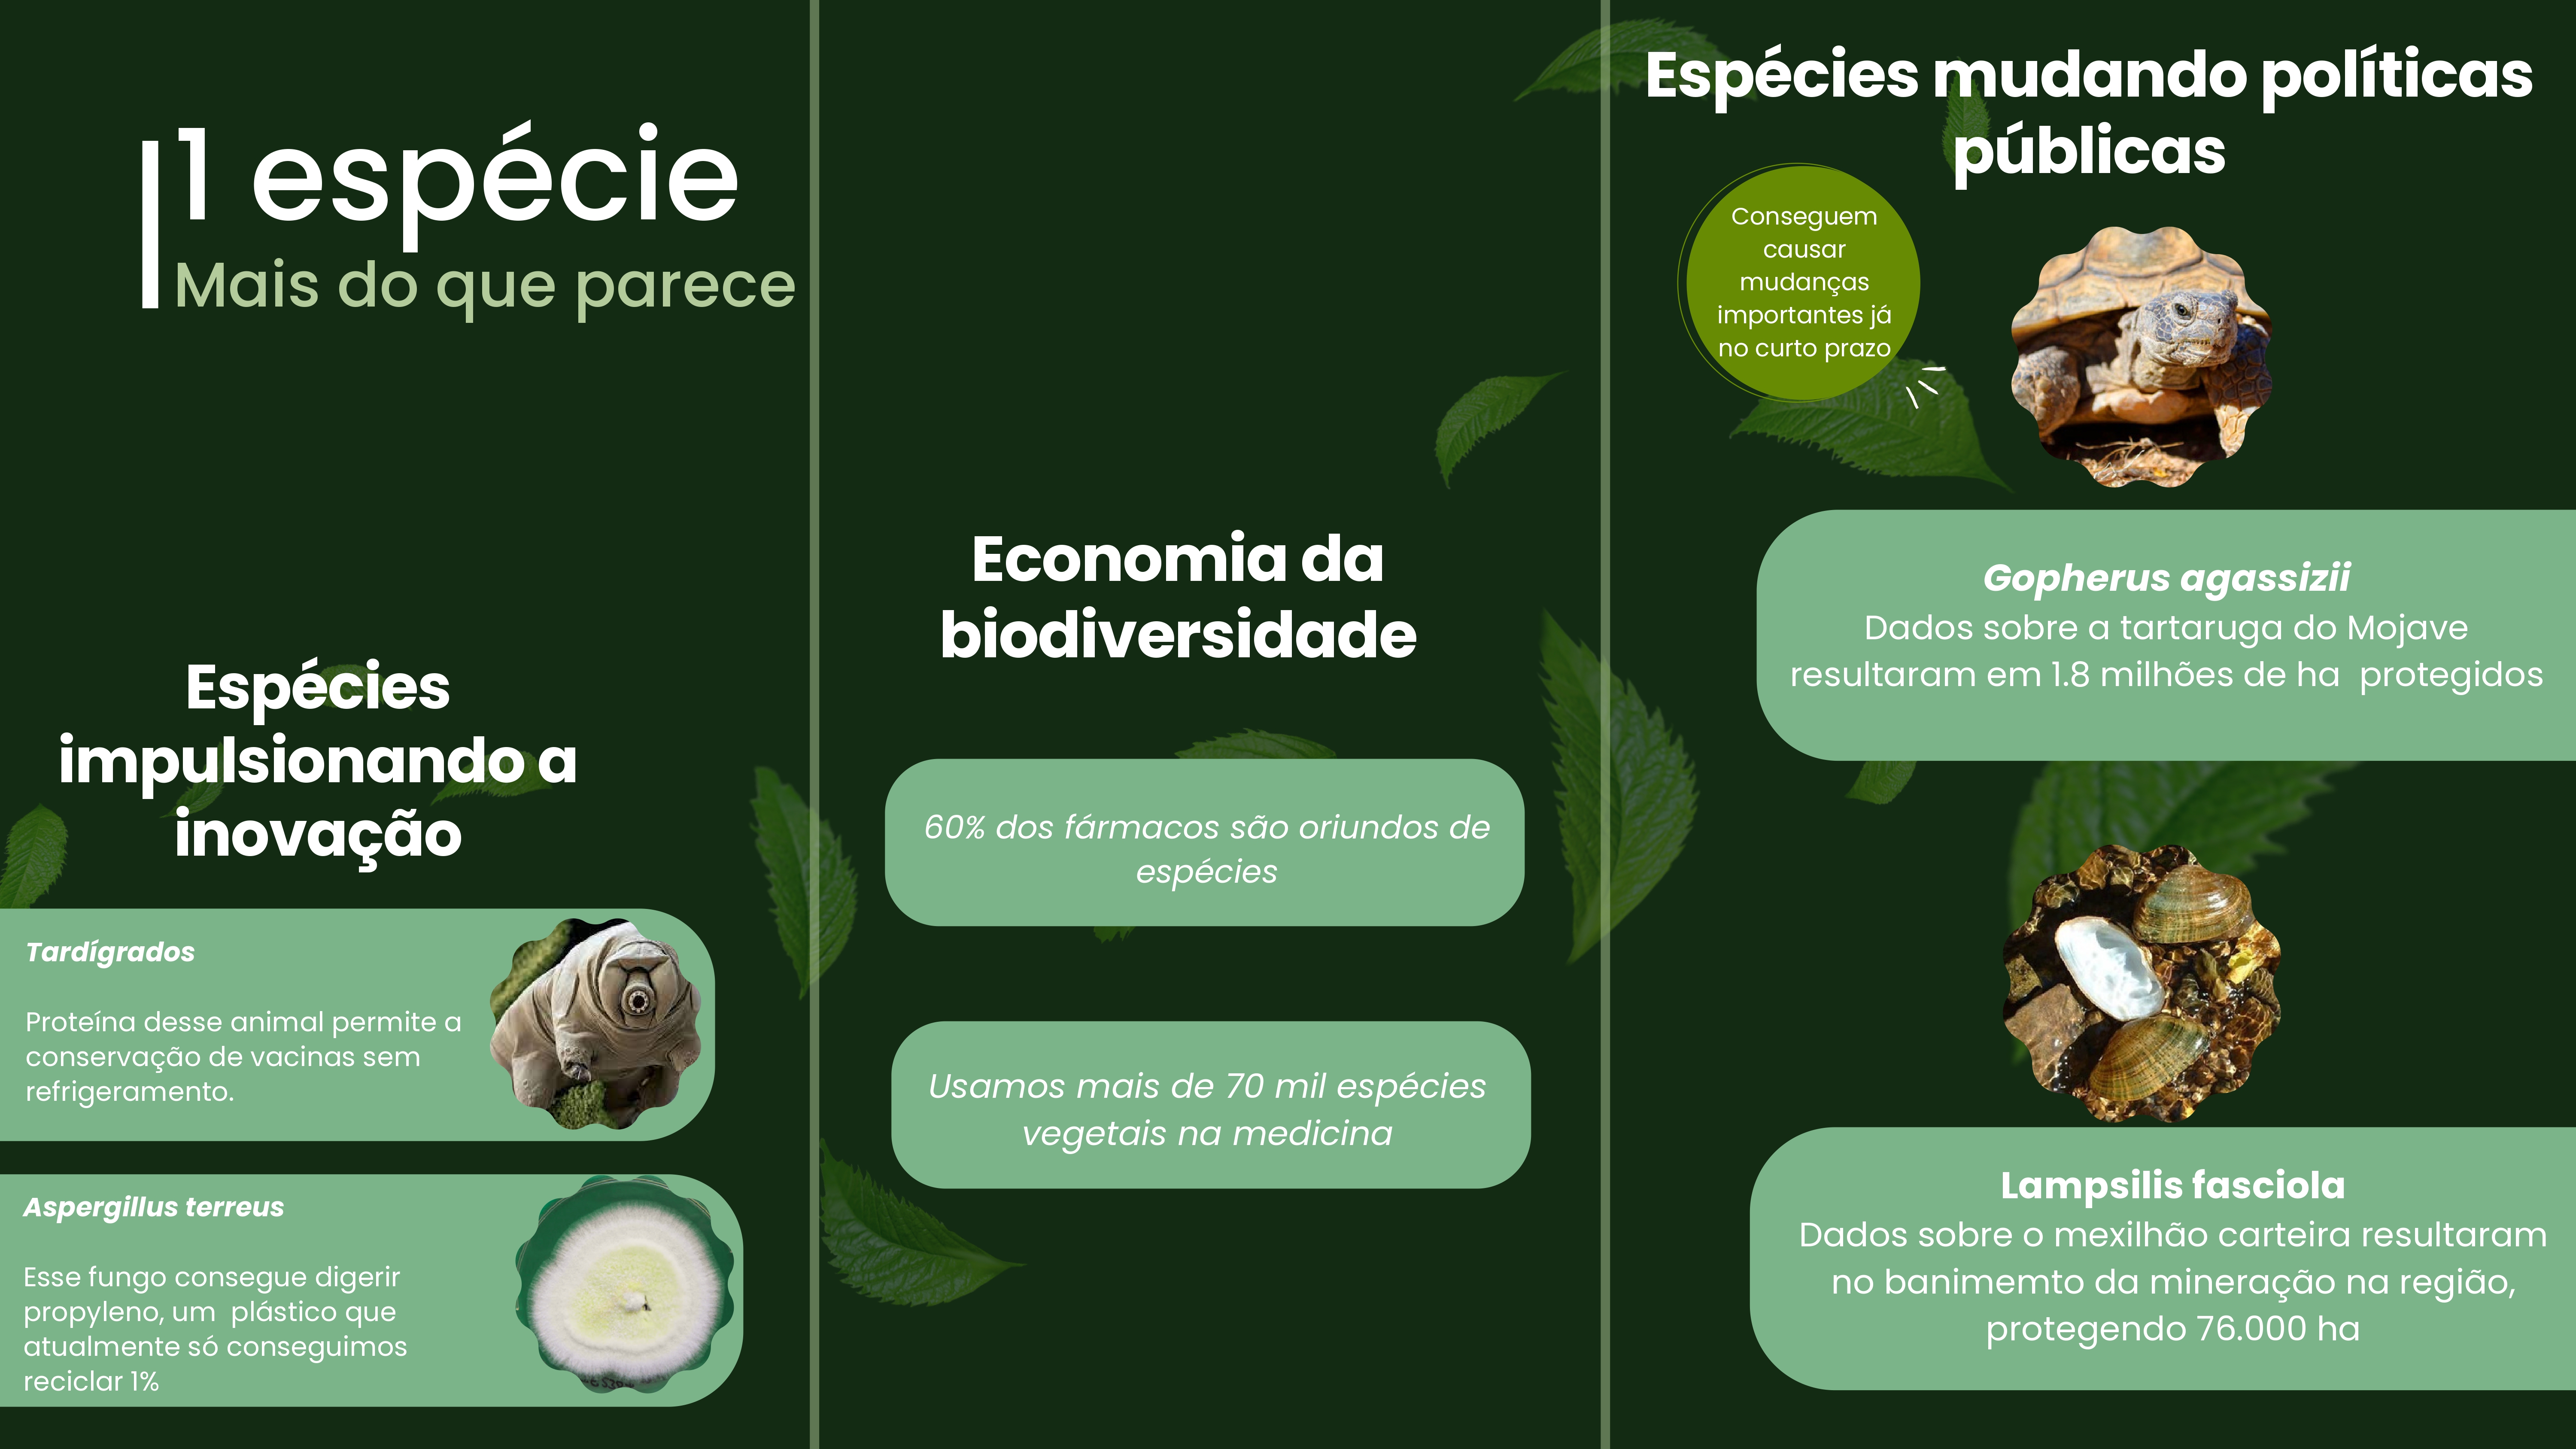 1 espécie
Mais do que parece
Espécies
impulsionando a
inovação
Tardígrados
Proteína desse animal permite a
conservação de vacinas sem
refrigeramento.
Aspergillus terreus
Esse fungo consegue digerir
propyleno, um  plástico que
atualmente só conseguimos
reciclar 1%
Economia da
biodiversidade
60% dos fármacos são oriundos de
espécies
Usamos mais de 70 mil espécies
vegetais na medicina
Espécies mudando políticas
públicas
Conseguem
causar
mudanças
importantes já
no curto prazo
Gopherus agassizii
Dados sobre a tartaruga do Mojave
resultaram em 1.8 milhões de ha  protegidos
Lampsilis fasciola
Dados sobre o mexilhão carteira resultaram
no banimemto da mineração na região,
protegendo 76.000 ha